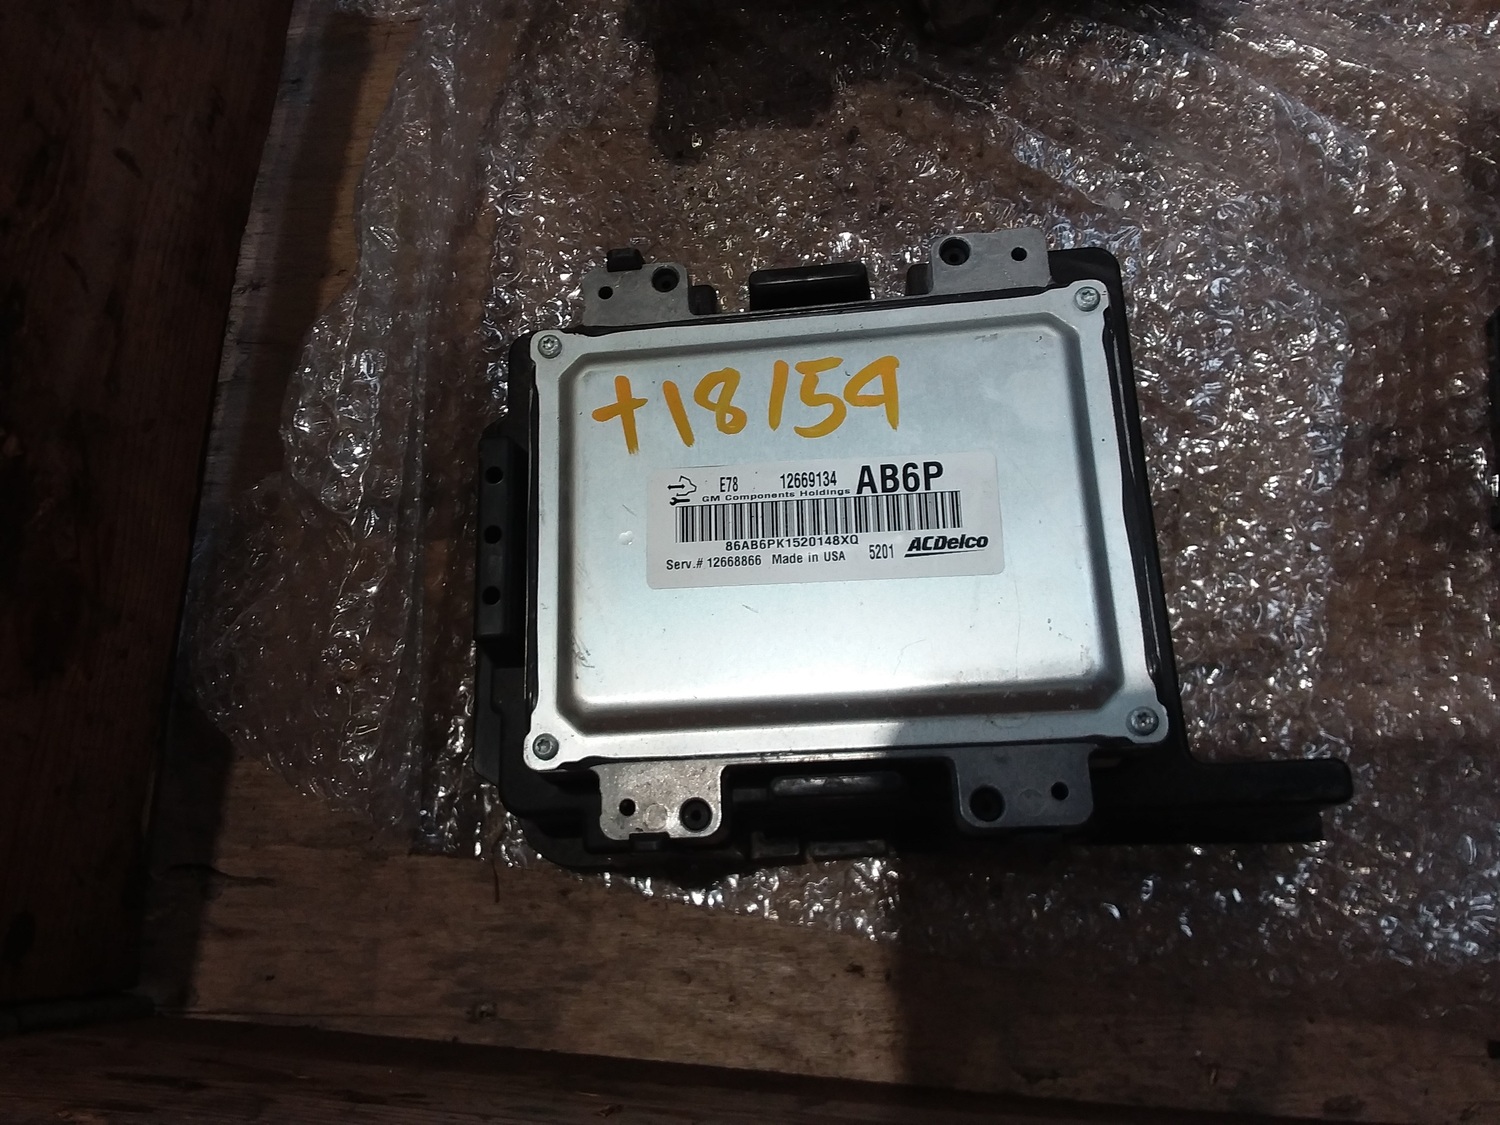 +18159
E78 12669134 AB6P
GM Components Holdings
86AB6PK1520148XQ
Serv.# 12668866 Made in USA 5201 ACDelco